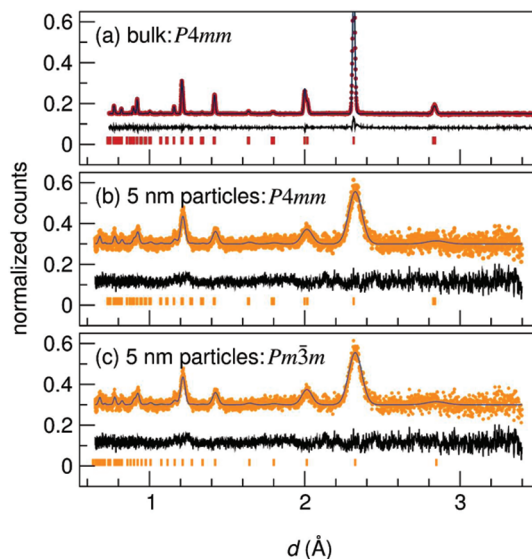 (a) bulk: P4mm
0.6
0.4
0.2
0
(b) 5 nm particles: P4mm
0.6
0.4
0.2
0
(c) 5 nm particles: Pm3̄m
0.6
0.4
0.2
0
normalized counts
1 2 3
d (Å)